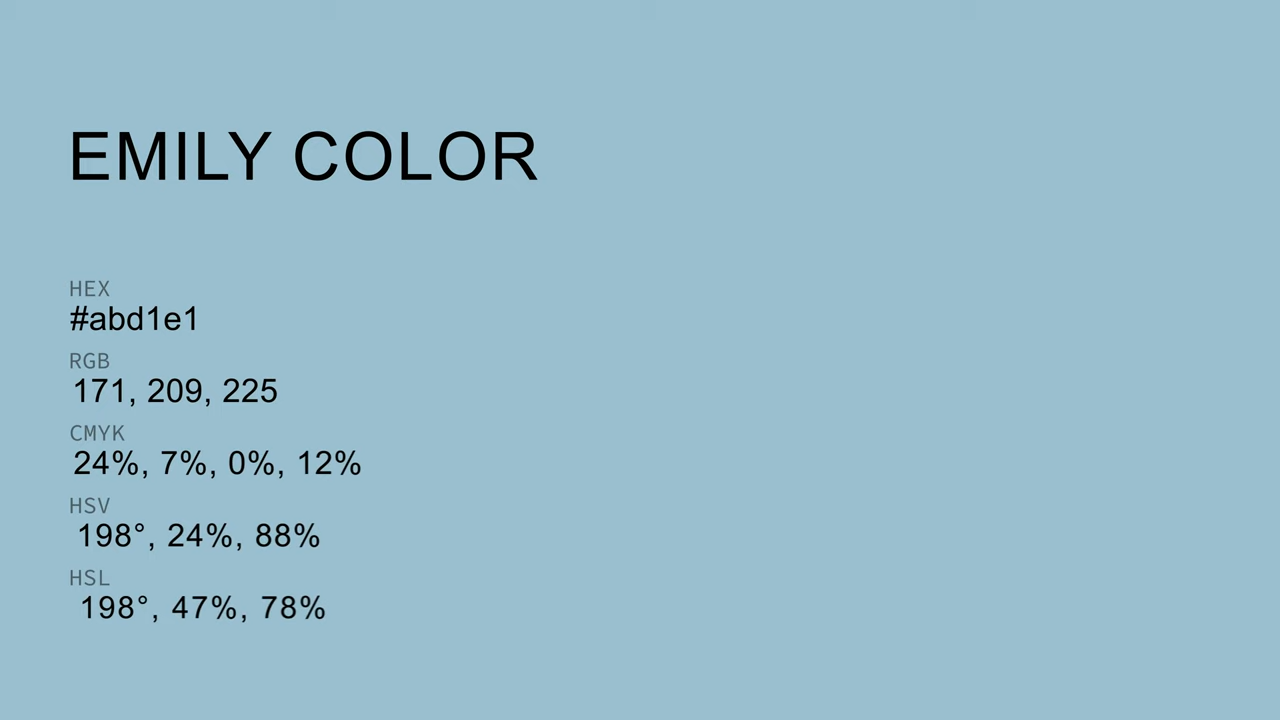 EMILY COLOR
HEX
#abd1e1
RGB
171, 209, 225
CMYK
24%, 7%, 0%, 12%
HSV
198°, 24%, 88%
HSL
198°, 47%, 78%